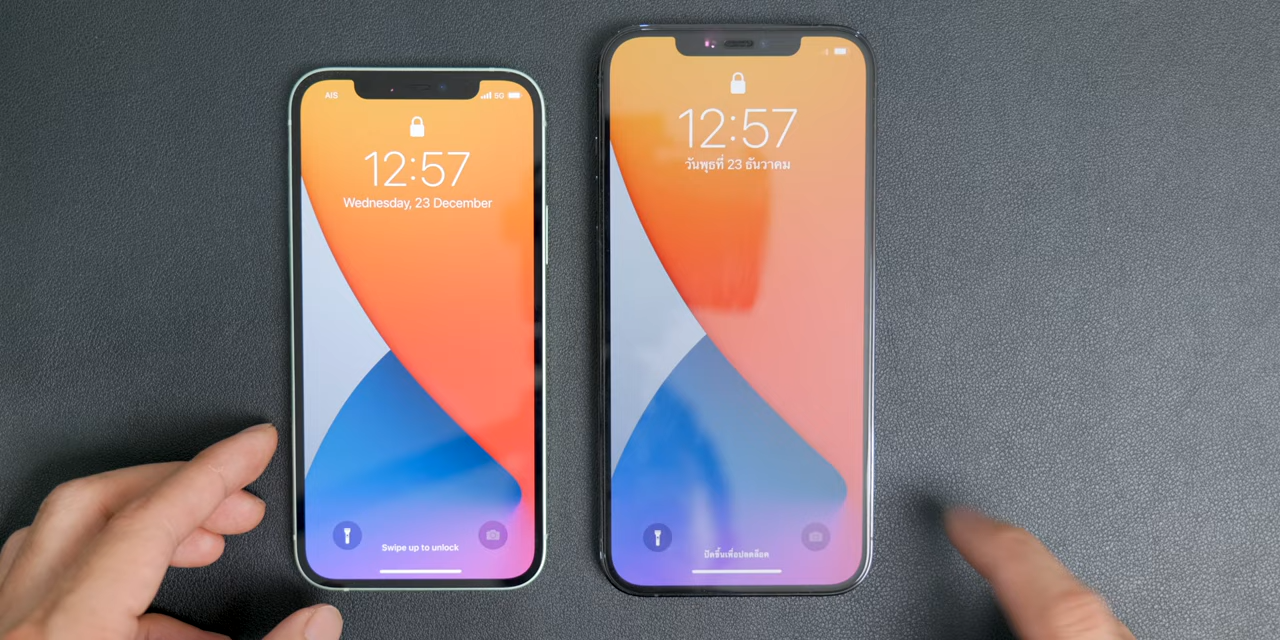 AIS 5G
12:57
Wednesday, 23 December
Swipe up to unlock
12:57
วันพุธที่ 23 ธันวาคม
ปัดขึ้นเพื่อปลดล็อค